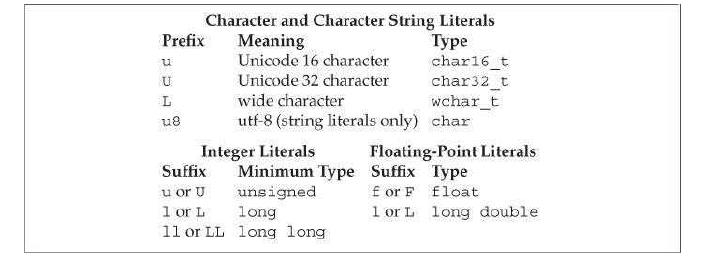 Character and Character String Literals
Prefix Meaning Type
u Unicode 16 character char16_t
U Unicode 32 character char32_t
L wide character wchar_t
u8 utf-8 (string literals only) char
Integer Literals Floating-Point Literals
Suffix Minimum Type Suffix Type
u or U unsigned f or F float
l or L long l or L long double
ll or LL long long